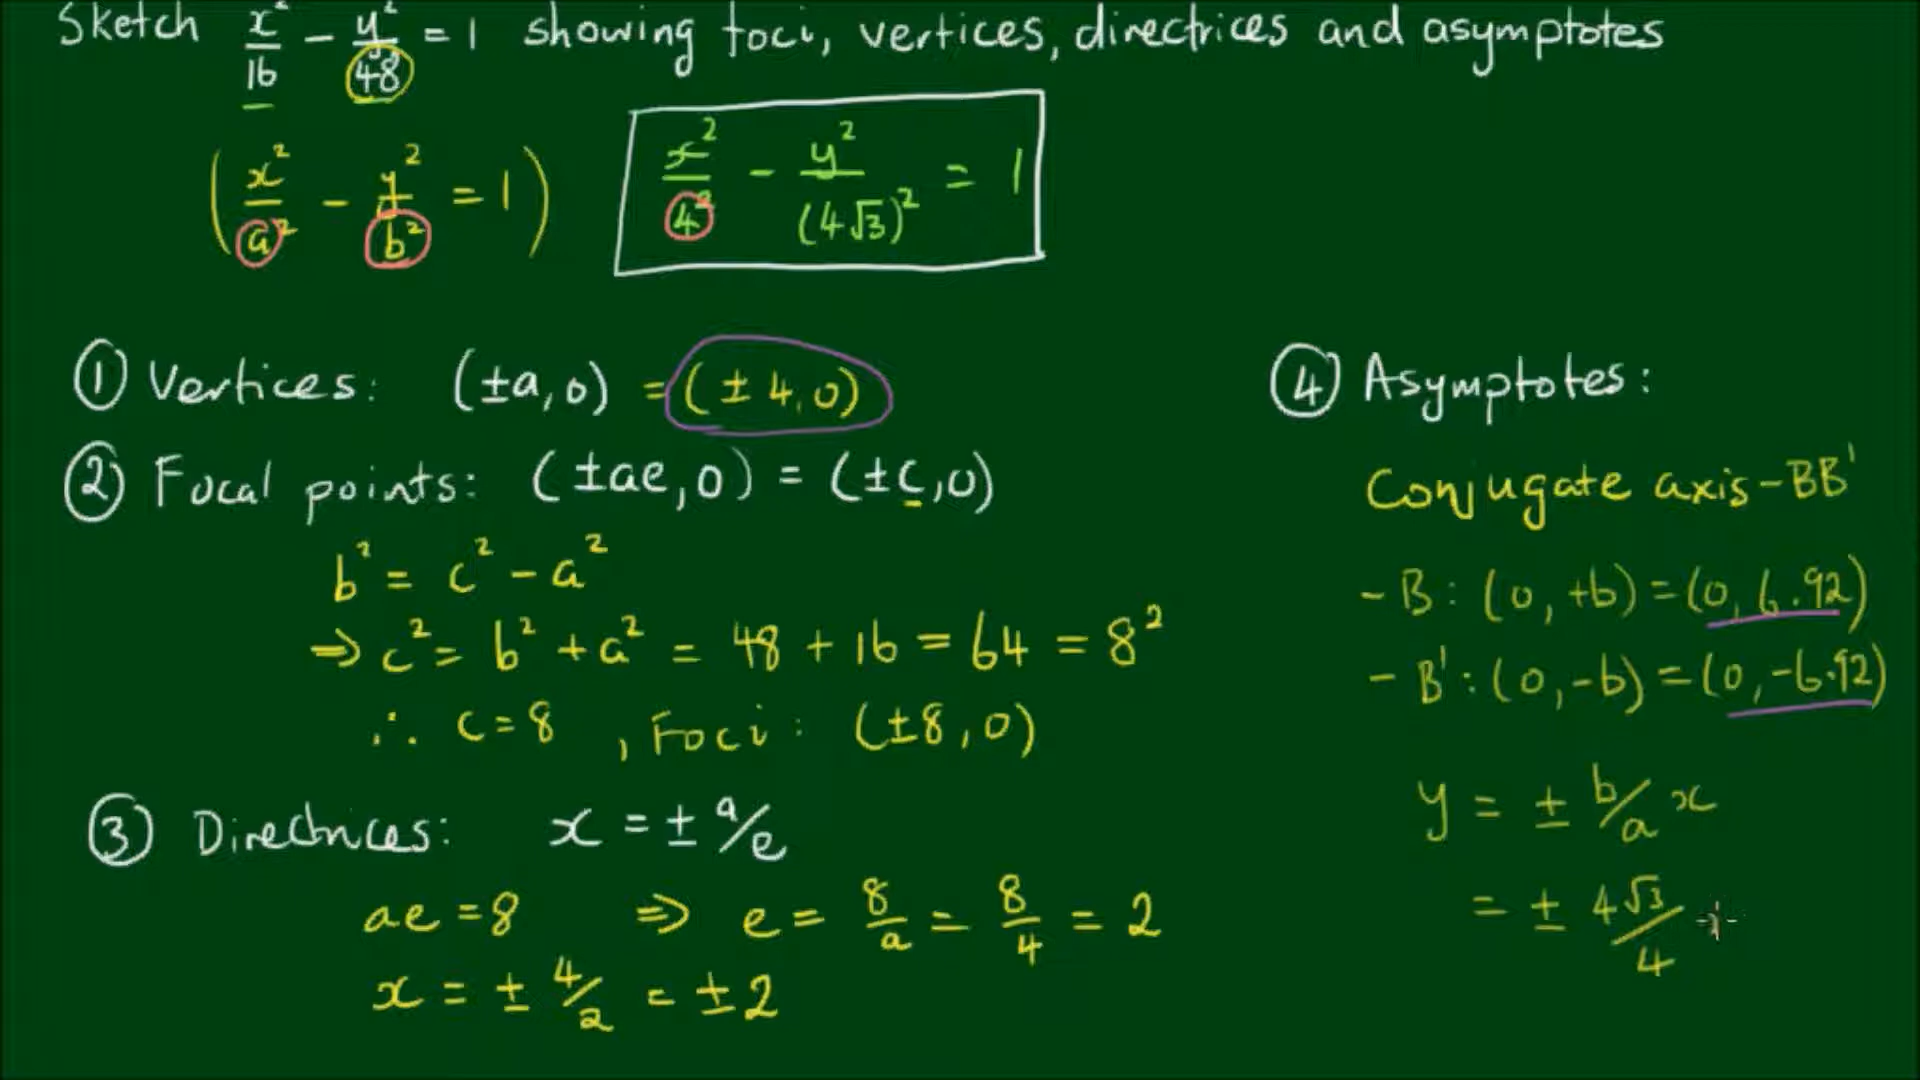 Sketch x²/16 - y²/48 = 1 showing foci, vertices, directrices and asymptotes
(x²/a² - y²/b² = 1)
x²/4² - y²/(4√3)² = 1
① Vertices: (±a, 0) = (±4, 0)
② Focal points: (±ae, 0) = (±c, 0)
b² = c² - a²
⇒ c² = b² + a² = 48 + 16 = 64 = 8²
∴ c = 8 , Foci: (±8, 0)
③ Directrices: x = ± a/e
ae = 8 ⇒ e = 8/a = 8/4 = 2
x = ± 4/2 = ± 2
④ Asymptotes:
Conjugate axis - BB'
- B: (0, +b) = (0, 6.92)
- B': (0, -b) = (0, -6.92)
y = ± b/a x
= ± 4√3/4